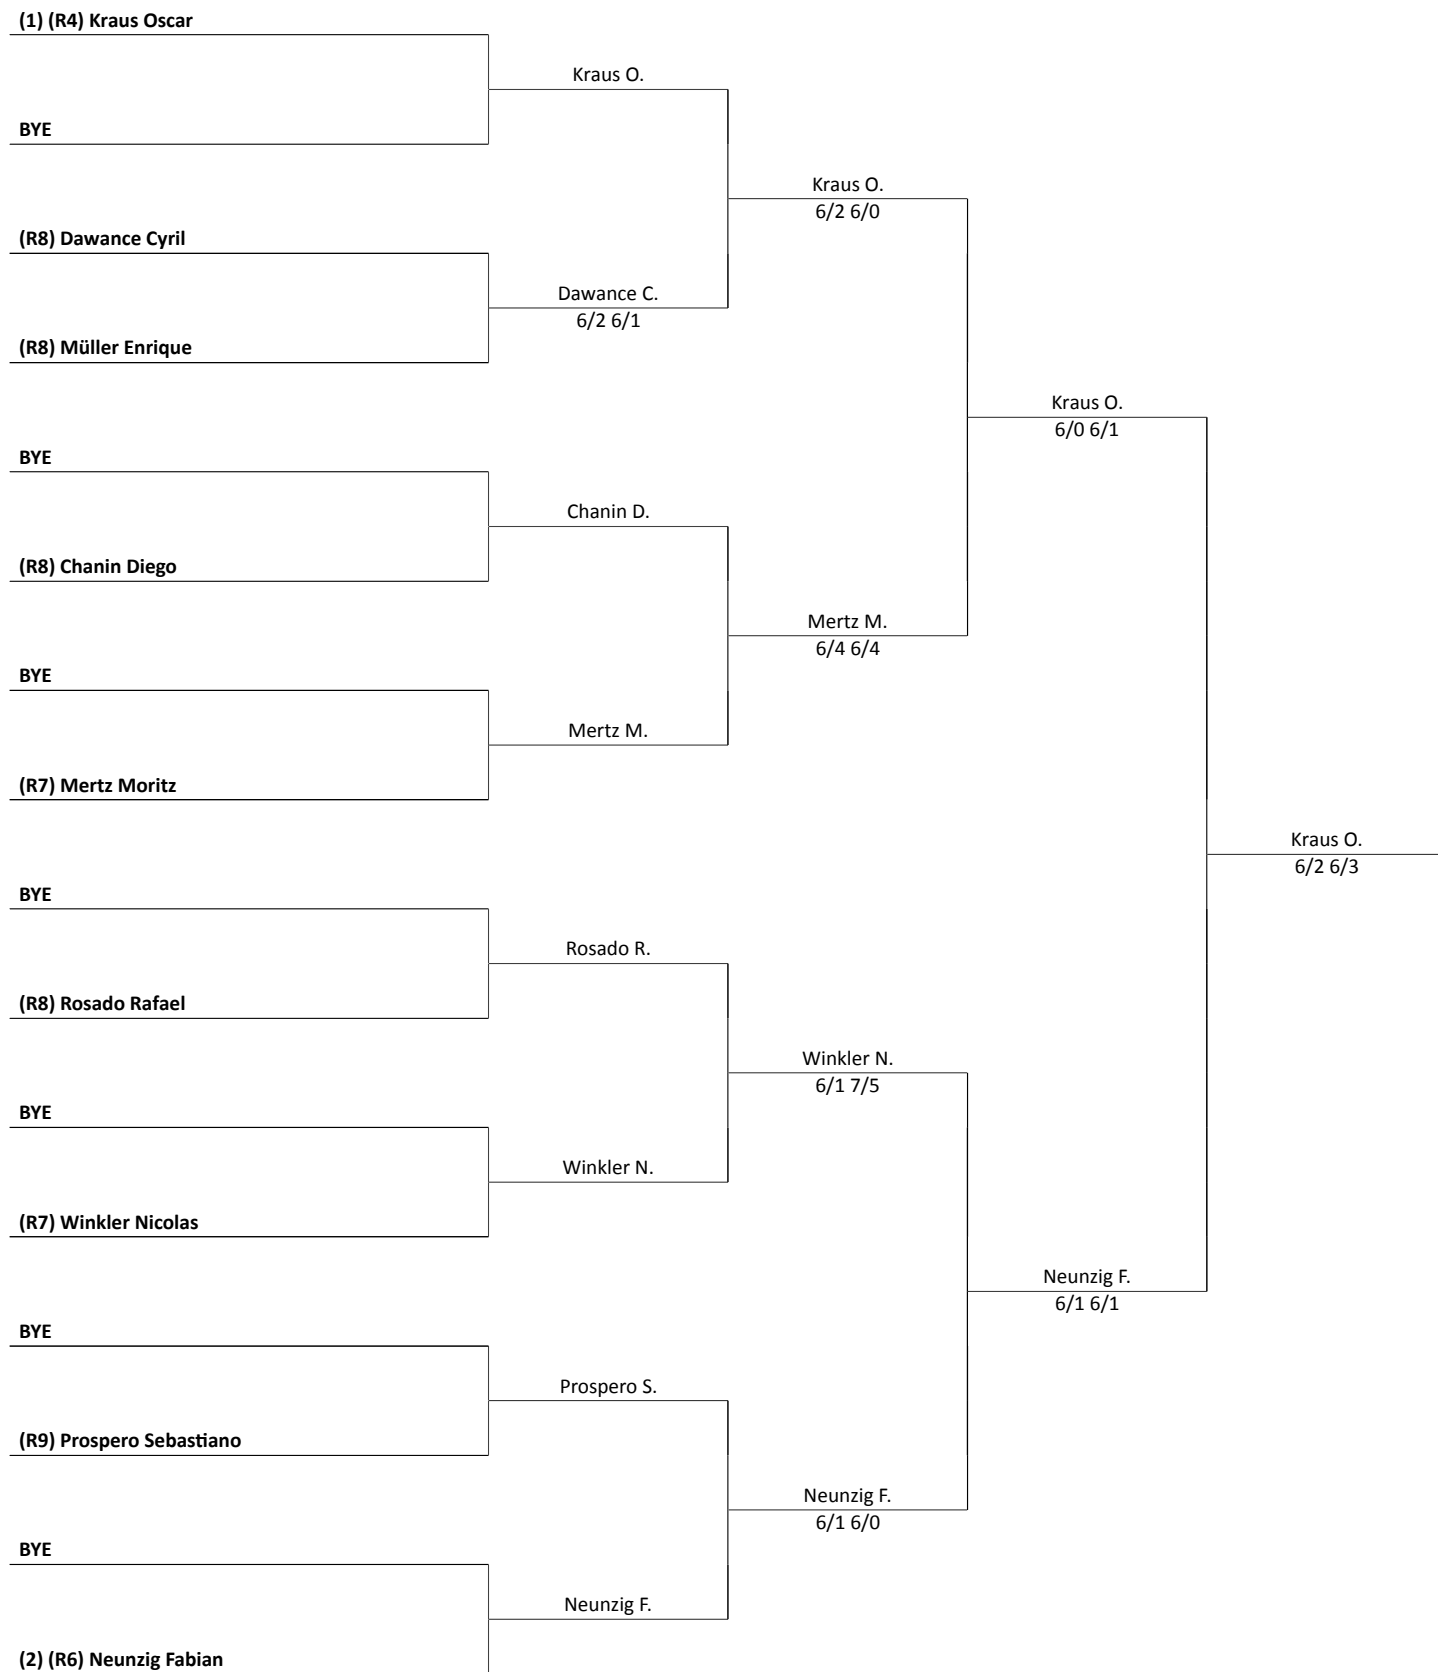 (1) (R4) Kraus Oscar
Kraus O.
BYE
Kraus O.
6/2 6/0
(R8) Dawance Cyril
Dawance C.
6/2 6/1
(R8) Müller Enrique
Kraus O.
6/0 6/1
BYE
Chanin D.
(R8) Chanin Diego
Mertz M.
6/4 6/4
BYE
Mertz M.
(R7) Mertz Moritz
Kraus O.
6/2 6/3
BYE
Rosado R.
(R8) Rosado Rafael
Winkler N.
6/1 7/5
BYE
Winkler N.
(R7) Winkler Nicolas
Neunzig F.
6/1 6/1
BYE
Prospero S.
(R9) Prospero Sebastiano
Neunzig F.
6/1 6/0
BYE
Neunzig F.
(2) (R6) Neunzig Fabian